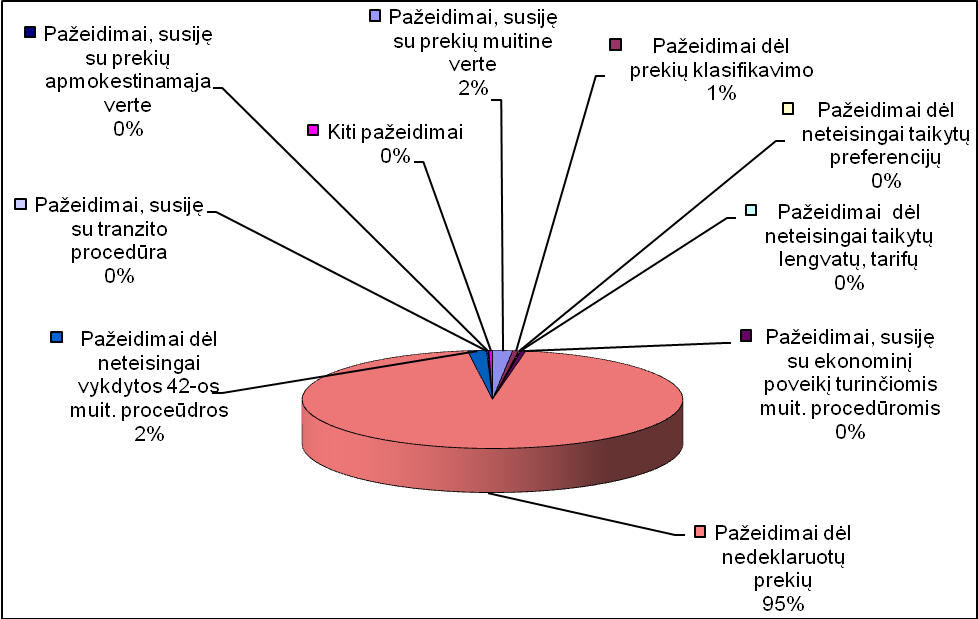 Pažeidimai, susiję
su prekių
apmokestinamąja
verte
0%
Pažeidimai, susiję
su prekių muitine
verte
2%
Pažeidimai dėl
prekių klasifikavimo
1%
Kiti pažeidimai
0%
Pažeidimai dėl
neteisingai taikytų
preferencijų
0%
Pažeidimai, susiję
su tranzito
procedūra
0%
Pažeidimai dėl
neteisingai taikytų
lengvatų, tarifų
0%
Pažeidimai dėl
neteisingai
vykdytos 42-os
muit. proceūdros
2%
Pažeidimai, susiję
su ekonominį
poveikį turinčiomis
muit. procedūromis
0%
Pažeidimai dėl
nedeklaruotų
prekių
95%